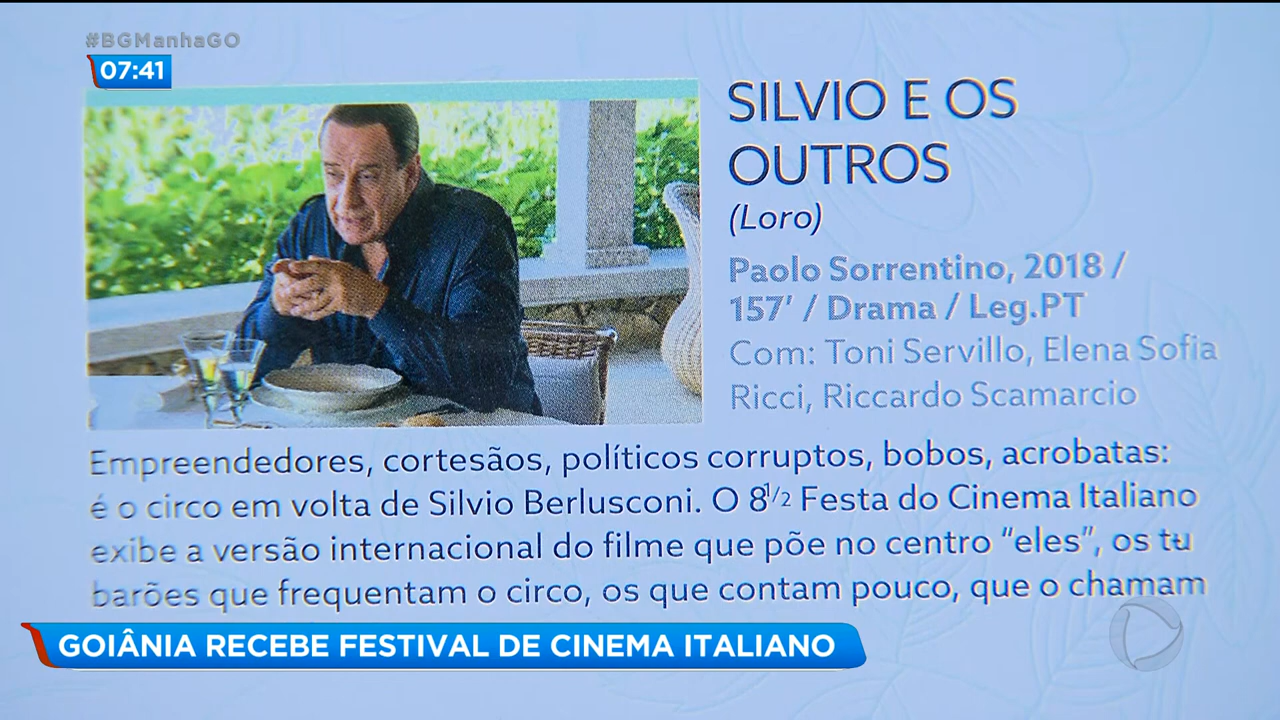 #BGManhaGO
07:41
SILVIO E OS
OUTROS
(Loro)
Paolo Sorrentino, 2018 /
157’ / Drama / Leg.PT
Com: Toni Servillo, Elena Sofia
Ricci, Riccardo Scamarcio
Empreendedores, cortesãos, políticos corruptos, bobos, acrobatas:
é o circo em volta de Silvio Berlusconi. O 8 1/2 Festa do Cinema Italiano
exibe a versão internacional do filme que põe no centro “eles”, os tu
barões que frequentam o circo, os que contam pouco, que o chamam
GOIÂNIA RECEBE FESTIVAL DE CINEMA ITALIANO